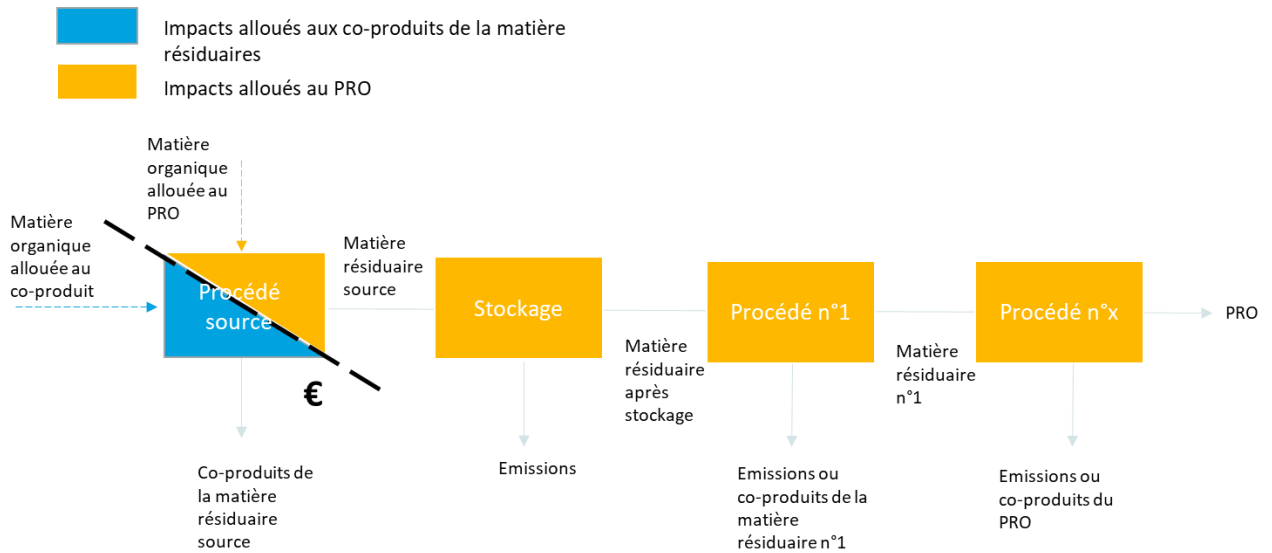 Impacts alloués aux co-produits de la matière
résiduaires
Impacts alloués au PRO
Matière
organique
allouée au
PRO
Matière
organique
allouée au
co-produit
Procédé
source
€
Matière
résiduaire
source
Stockage
Matière
résiduaire
après
stockage
Procédé n°1
Matière
résiduaire
n°1
Procédé n°x
PRO
Co-produits de
la matière
résiduaire
source
Emissions
Emissions ou
co-produits de la
matière
résiduaire n°1
Emissions ou
co-produits du
PRO